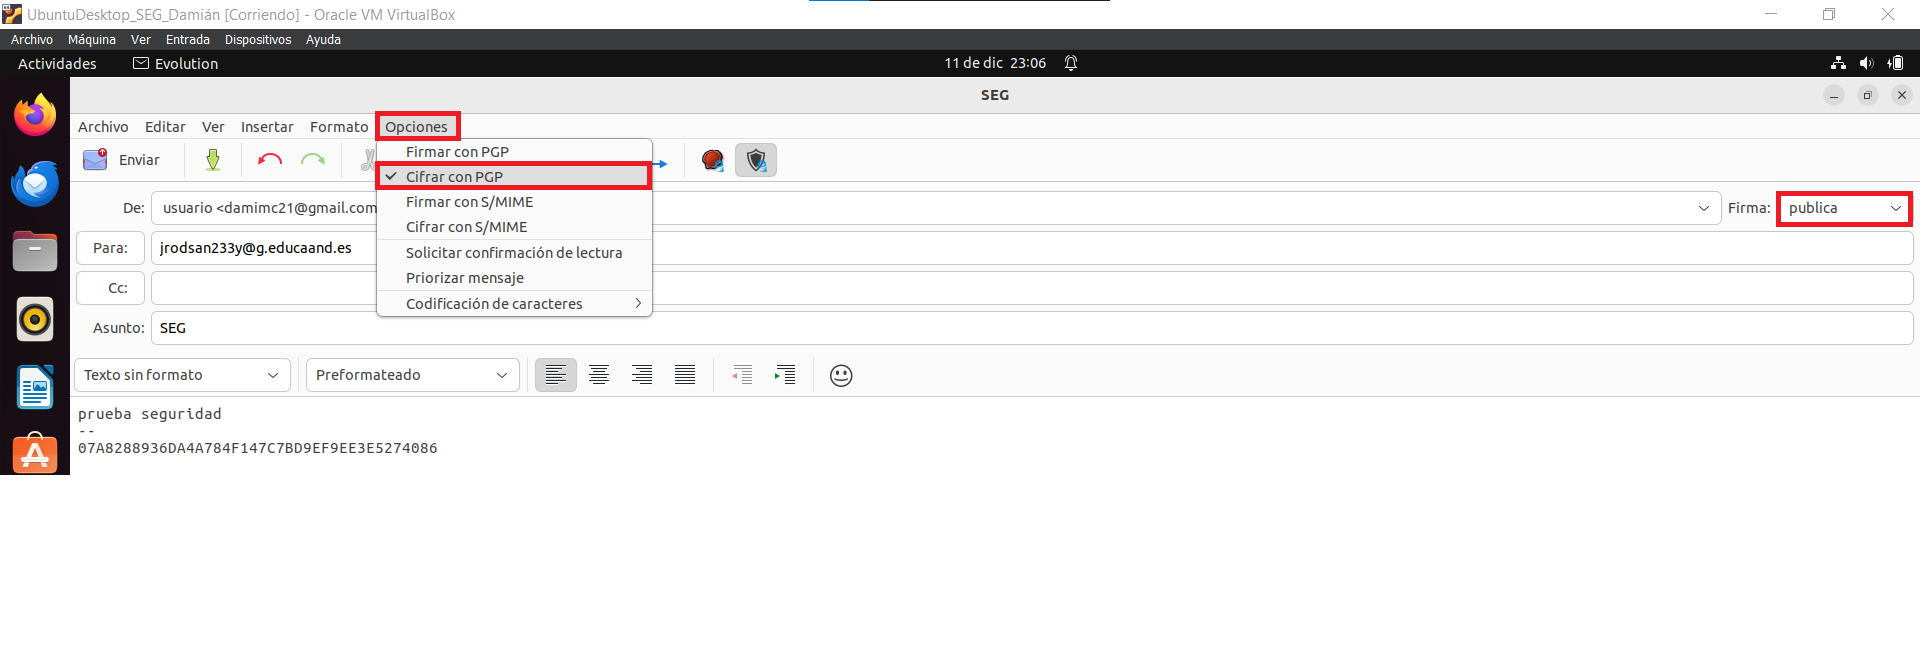 UbuntuDesktop_SEG_Damián [Corriendo] - Oracle VM VirtualBox
Archivo Máquina Ver Entrada Dispositivos Ayuda
Actividades Evolution 11 de dic 23:06
SEG
Archivo Editar Ver Insertar Formato Opciones
Enviar
Firmar con PGP
Cifrar con PGP
Firmar con S/MIME
Cifrar con S/MIME
Solicitar confirmación de lectura
Priorizar mensaje
Codificación de caracteres
De: usuario <damimc21@gmail.com Firma: publica
Para: jrodsan233y@g.educaand.es
Cc:
Asunto: SEG
Texto sin formato Preformateado
prueba seguridad
--
07A8288936DA4A784F147C7BD9EF9EE3E5274086